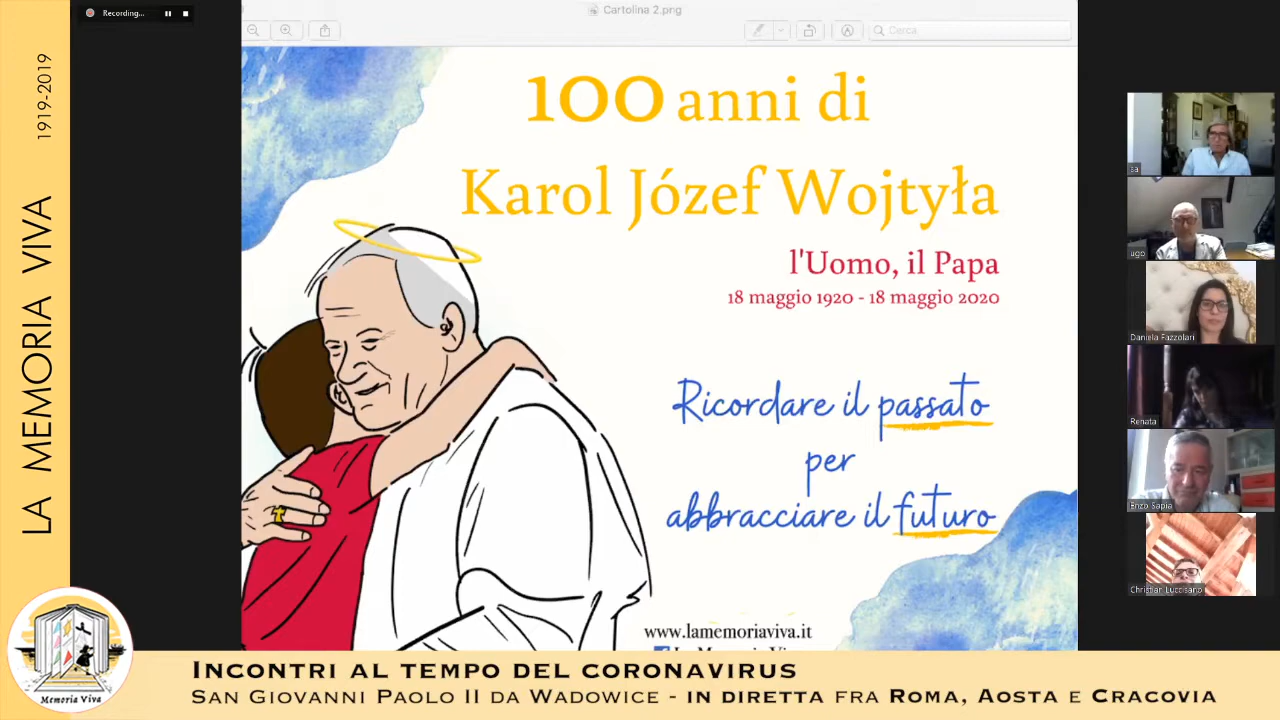 Recording...
Cartolina 2.png
Cerca
LA MEMORIA VIVA 1919-2019
100 anni di
Karol Józef Wojtyła
l'Uomo, il Papa
18 maggio 1920 - 18 maggio 2020
Ricordare il passato
per
abbracciare il futuro
www.lamemoriaviva.it
sa
ugo
Daniela Fazzolari
Renata
Enzo Sapia
Christian Luccisano
Memoria Viva
INCONTRI AL TEMPO DEL CORONAVIRUS
SAN GIOVANNI PAOLO II DA WADOWICE - IN DIRETTA FRA ROMA, AOSTA E CRACOVIA